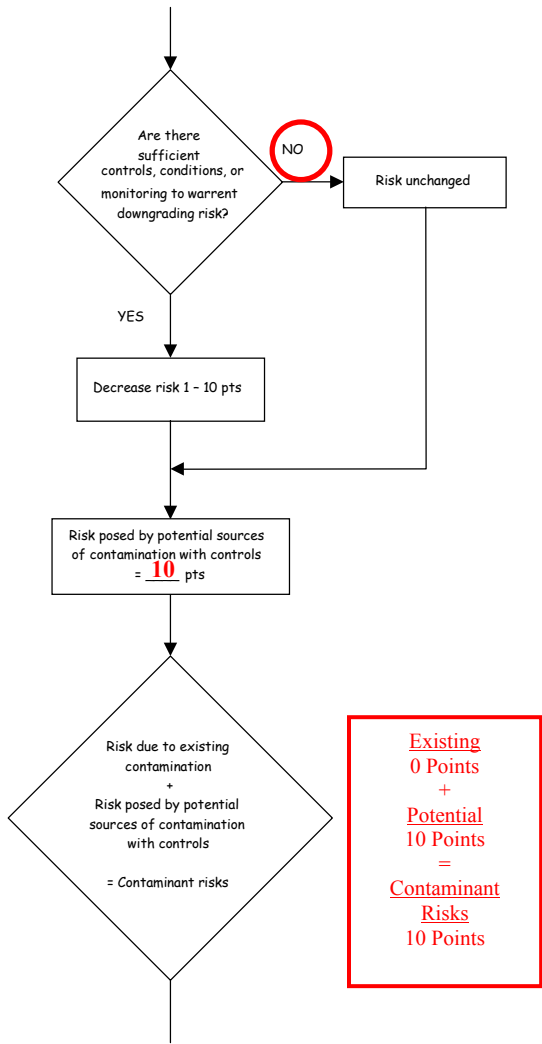 Are there
sufficient
controls, conditions, or
monitoring to warrent
downgrading risk?
NO
Risk unchanged
YES
Decrease risk 1 – 10 pts
Risk posed by potential sources
of contamination with controls
= 10 pts
Risk due to existing
contamination
+
Risk posed by potential
sources of contamination
with controls
= Contaminant risks
Existing
0 Points
+
Potential
10 Points
=
Contaminant
Risks
10 Points